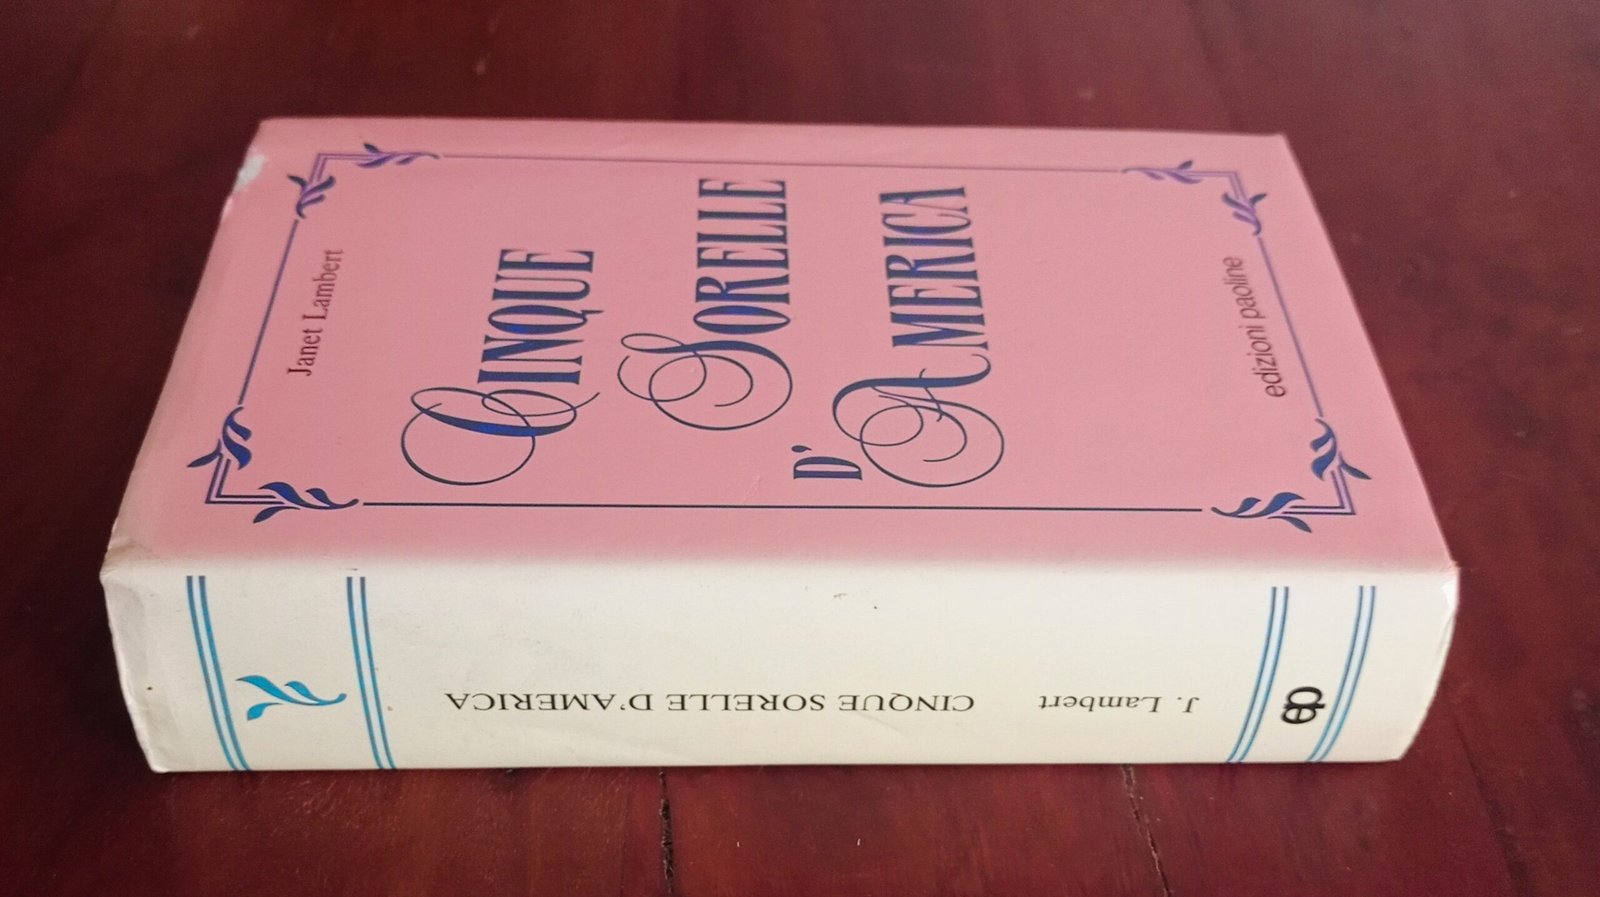 Janet Lambert
CINQUE
SORELLE
D'AMERICA
edizioni paoline
J. Lambert CINQUE SORELLE D'AMERICA
ep